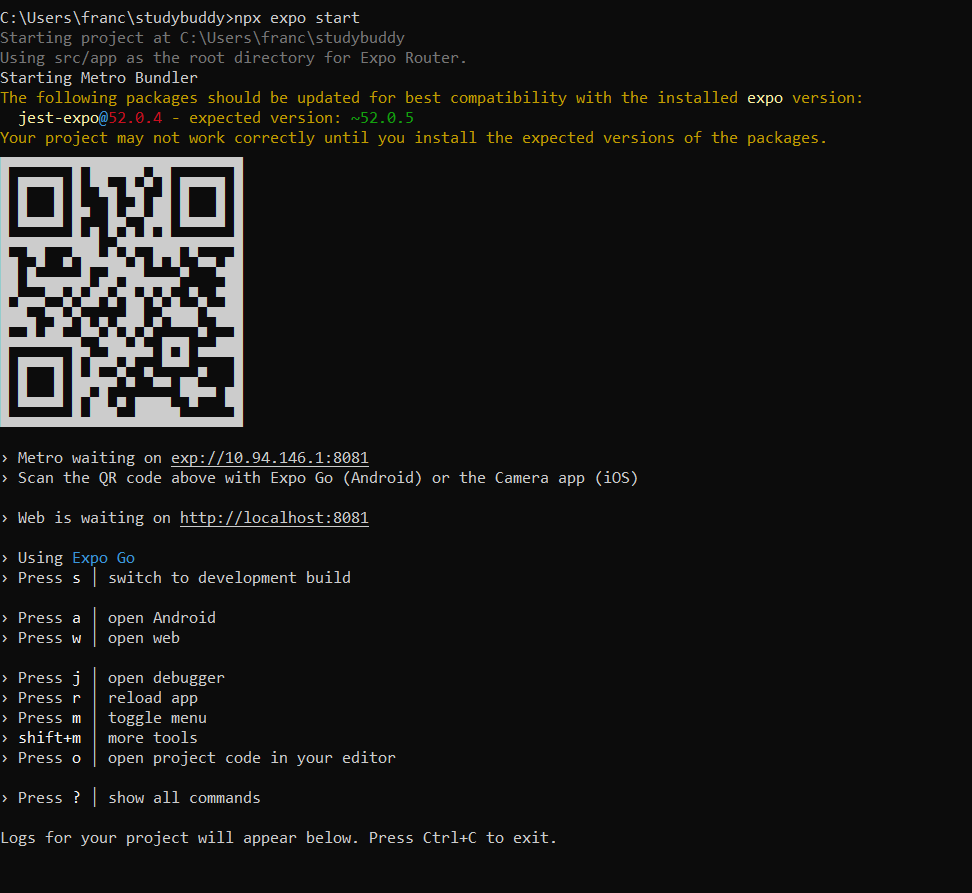 C:\Users\franc\studybuddy>npx expo start
Starting project at C:\Users\franc\studybuddy
Using src/app as the root directory for Expo Router.
Starting Metro Bundler
The following packages should be updated for best compatibility with the installed expo version:
  jest-expo@52.0.4 - expected version: ~52.0.5
Your project may not work correctly until you install the expected versions of the packages.
› Metro waiting on exp://10.94.146.1:8081
› Scan the QR code above with Expo Go (Android) or the Camera app (iOS)
› Web is waiting on http://localhost:8081
› Using Expo Go
› Press s │ switch to development build
› Press a │ open Android
› Press w │ open web
› Press j │ open debugger
› Press r │ reload app
› Press m │ toggle menu
› shift+m │ more tools
› Press o │ open project code in your editor
› Press ? │ show all commands
Logs for your project will appear below. Press Ctrl+C to exit.